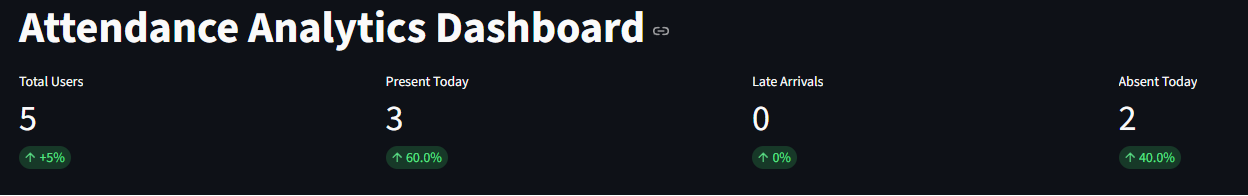 Attendance Analytics Dashboard
Total Users
5
↑ +5%
Present Today
3
↑ 60.0%
Late Arrivals
0
↑ 0%
Absent Today
2
↑ 40.0%